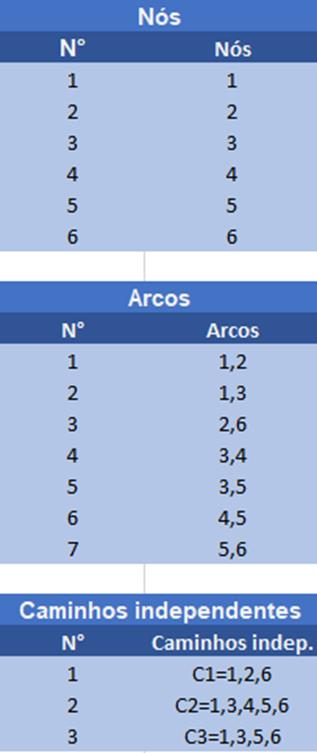 Nós
N° Nós
1 1
2 2
3 3
4 4
5 5
6 6
Arcos
N° Arcos
1 1,2
2 1,3
3 2,6
4 3,4
5 3,5
6 4,5
7 5,6
Caminhos independentes
N° Caminhos indep.
1 C1=1,2,6
2 C2=1,3,4,5,6
3 C3=1,3,5,6